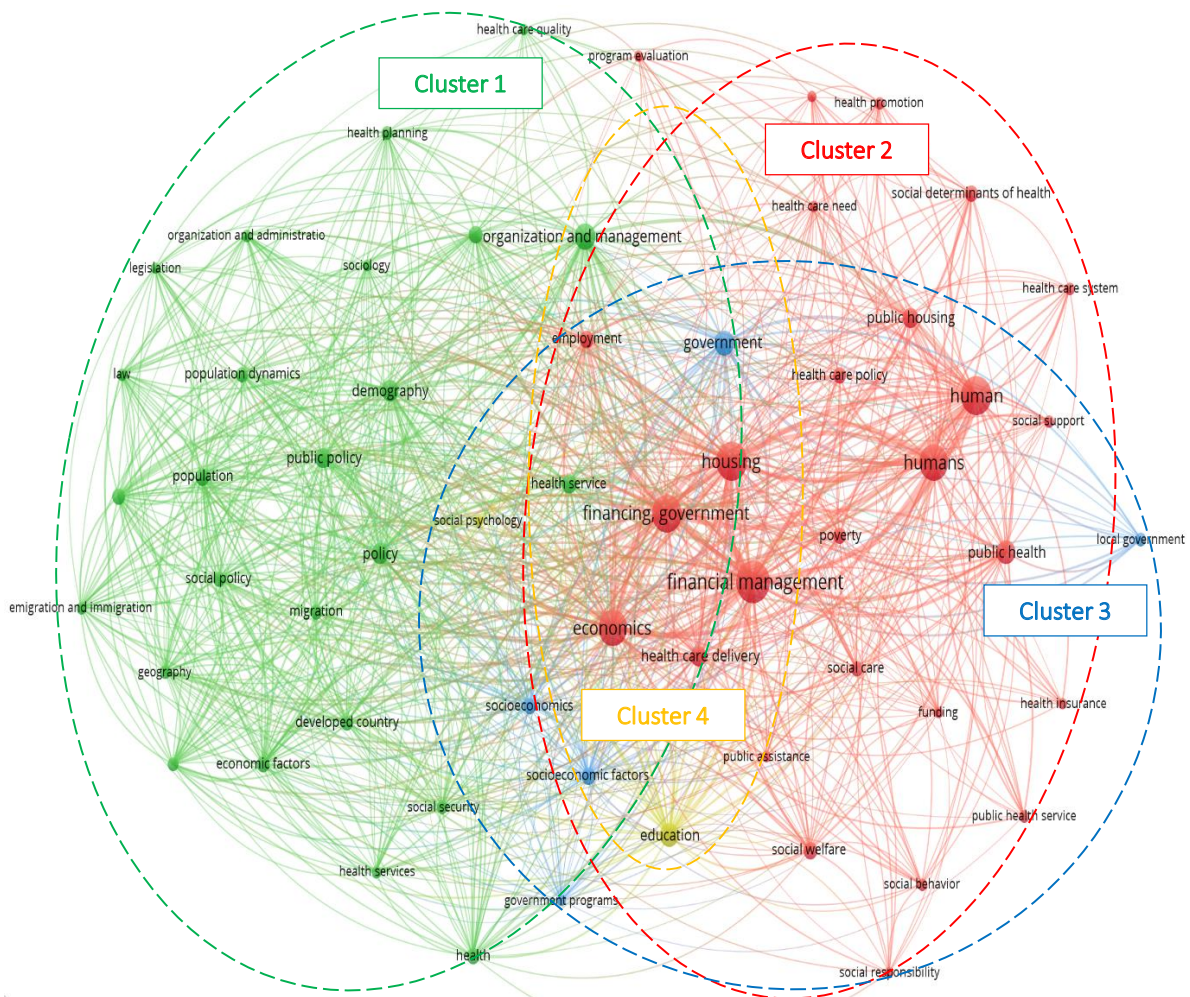 health care quality
program evaluation
Cluster 1
health promotion
health planning
Cluster 2
social determinants of health
health care need
organization and administratio
organization and management
legislation
sociology
health care system
public housing
employment
government
law
population dynamics
demography
health care policy
human
social support
public policy
housing
humans
population
health service
financing, government
social psychology
poverty
local government
policy
public health
social policy
financial management
emigration and immigration
migration
Cluster 3
economics
health care delivery
geography
social care
socioeconomics
health insurance
developed country
Cluster 4
funding
economic factors
public assistance
socioeconomic factors
social security
public health service
education
social welfare
health services
social behavior
government programs
health
social responsibility